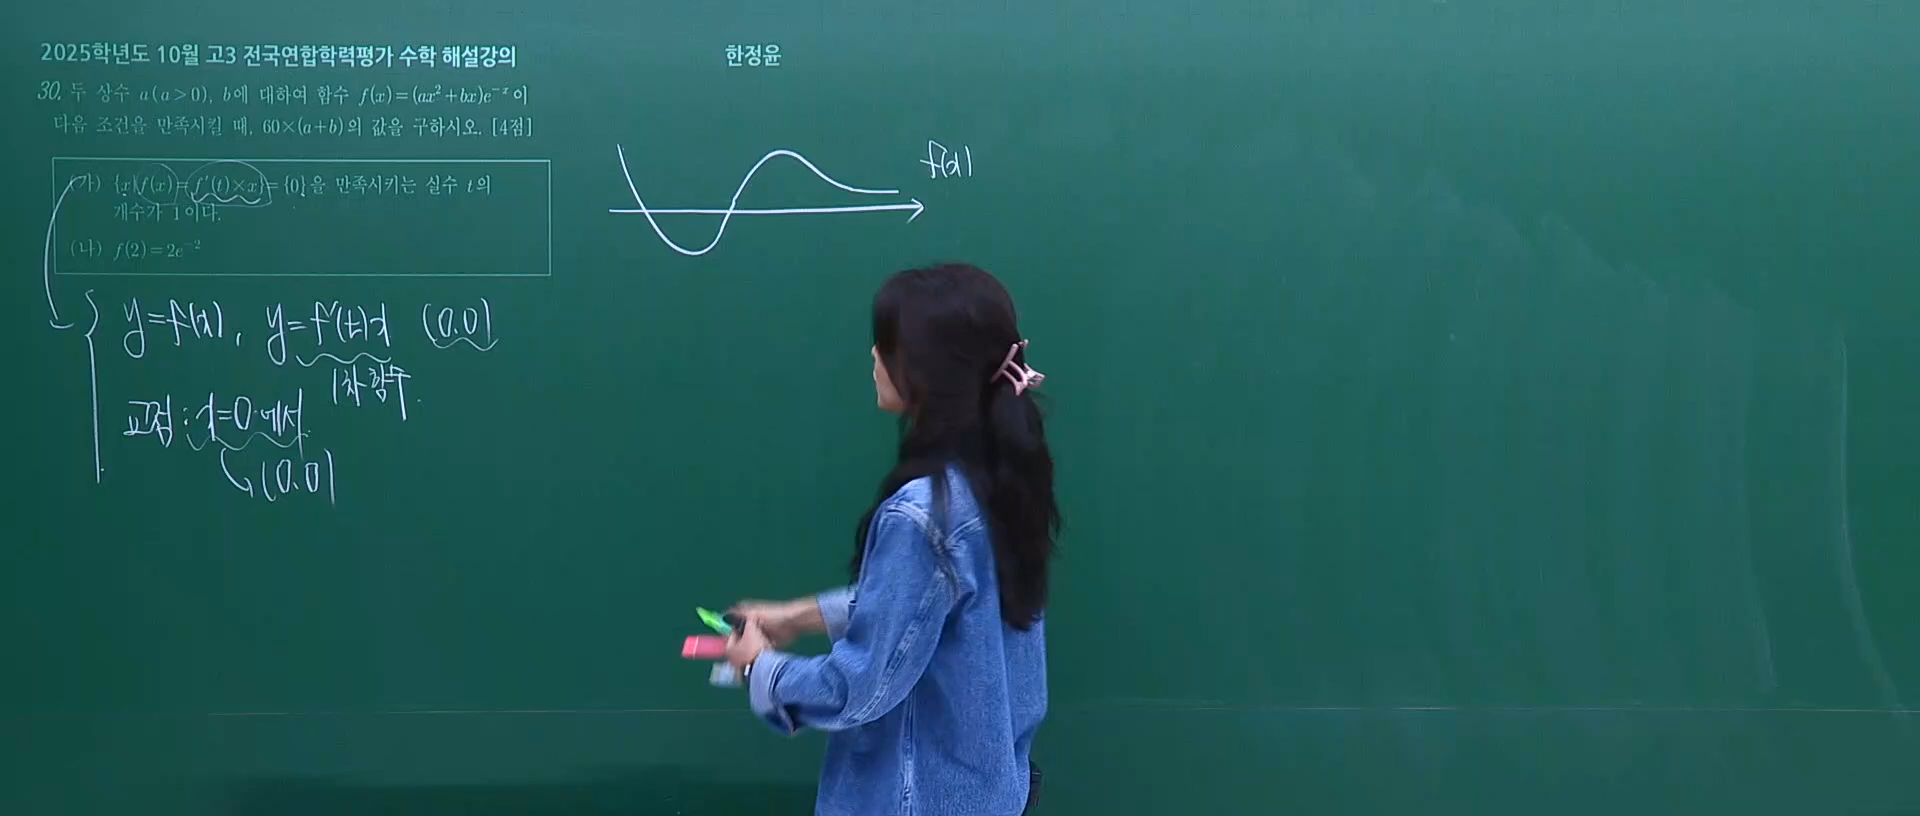 2025학년도 10월 고3 전국연합학력평가 수학 해설강의
한정윤
30. 두 상수 a(a>0), b에 대하여 함수 f(x)=(ax²+bx)e⁻ˣ이
다음 조건을 만족시킬 때, 60×(a+b)의 값을 구하시오. [4점]
(가) {x|f(x)=f′(t)×x}={0}을 만족시키는 실수 t의
개수가 1이다.
(나) f(2)=2e⁻²
y=f(x), y=f′(t)x (0,0)
1차함수.
교점: x=0에서
(0,0)
f(x)